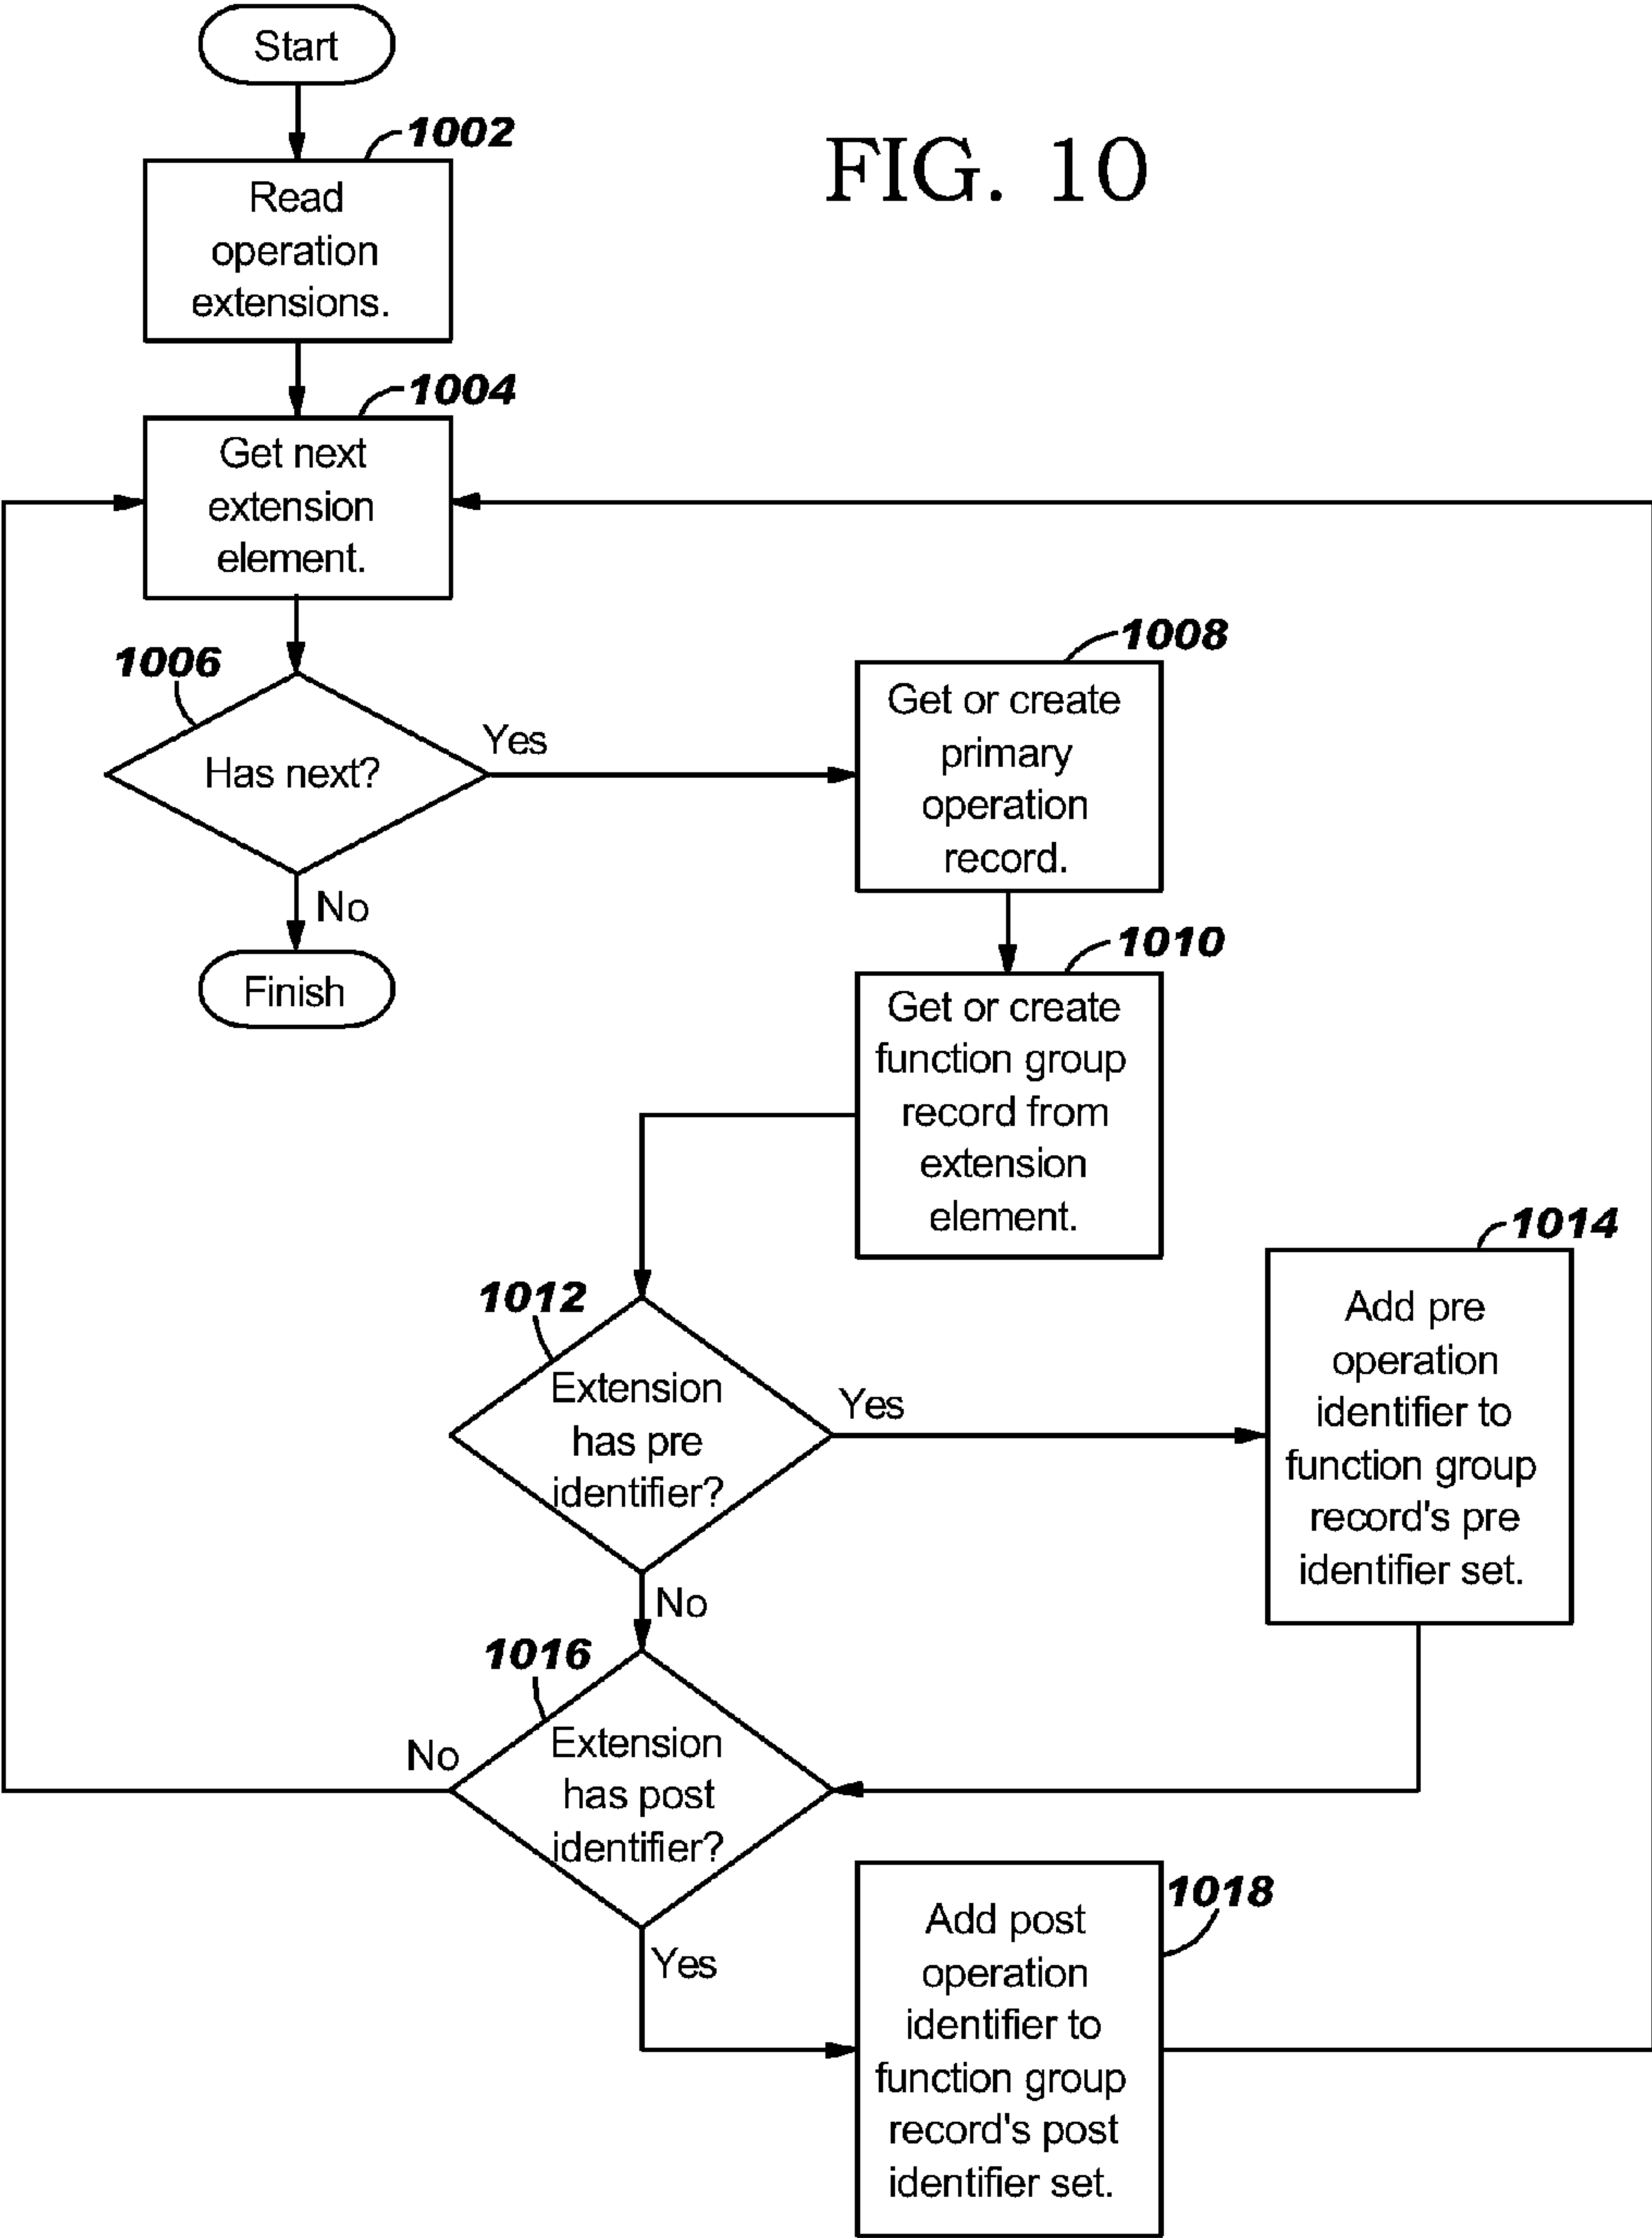 Start
FIG. 10
1002
Read
operation
extensions.
1004
Get next
extension
element.
1006
Has next?
Yes
No
Finish
1008
Get or create
primary
operation
record.
1010
Get or create
function group
record from
extension
element.
1012
Extension
has pre
identifier?
Yes
No
1014
Add pre
operation
identifier to
function group
record's pre
identifier set.
1016
Extension
has post
identifier?
No
Yes
1018
Add post
operation
identifier to
function group
record's post
identifier set.